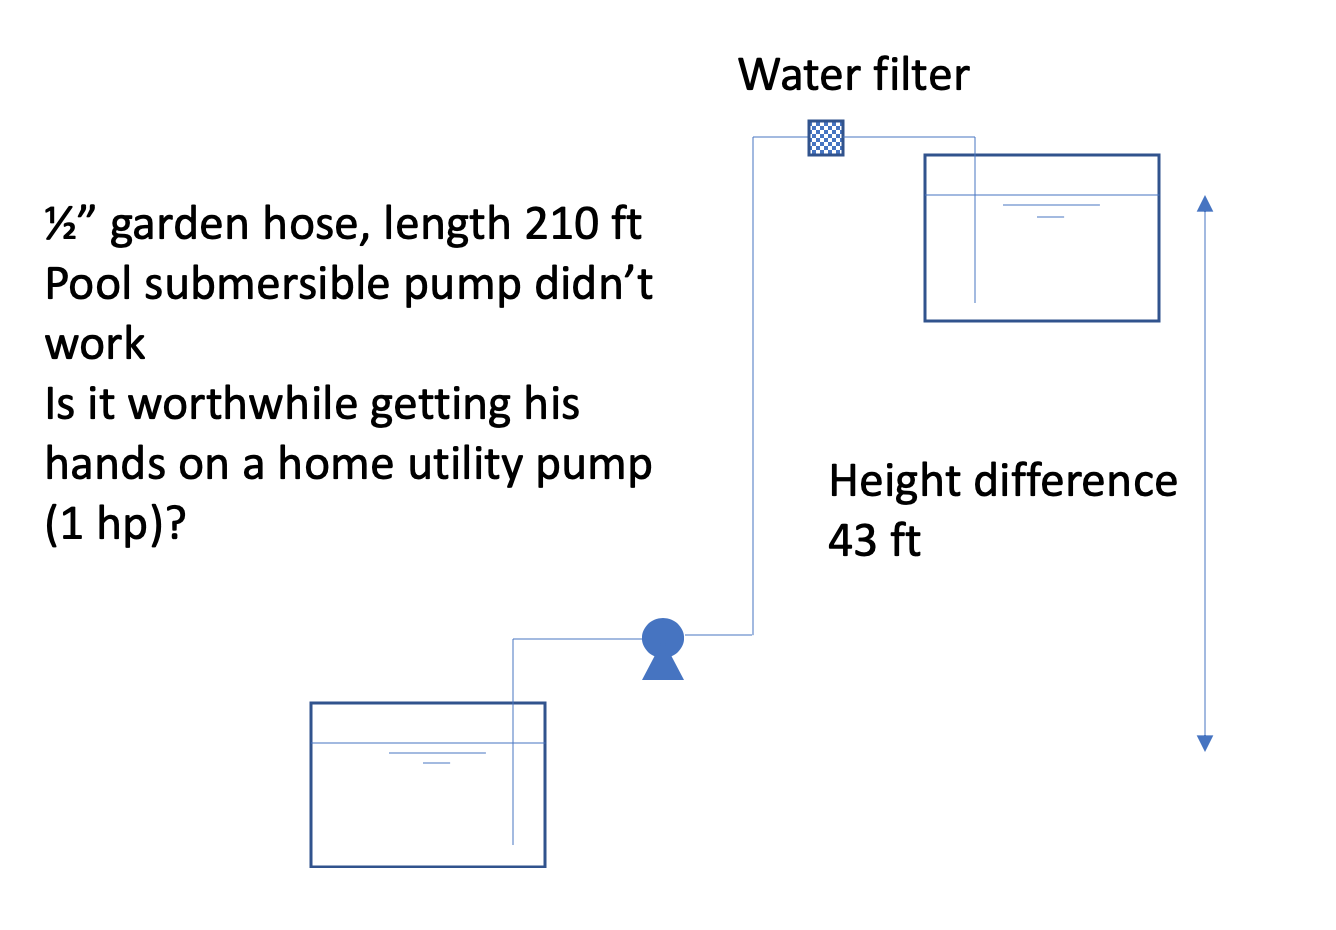 Water filter
½” garden hose, length 210 ft
Pool submersible pump didn’t
work
Is it worthwhile getting his
hands on a home utility pump
(1 hp)?
Height difference
43 ft